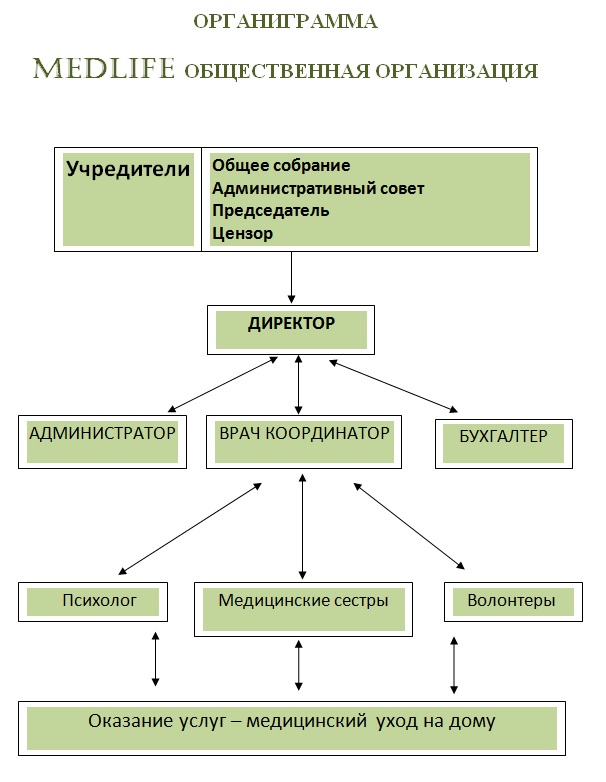 ОРГАНИГРАММА
MEDLIFE ОБЩЕСТВЕННАЯ ОРГАНИЗАЦИЯ
Учредители
Общее собрание
Административный совет
Председатель
Цензор
ДИРЕКТОР
АДМИНИСТРАТОР
ВРАЧ КООРДИНАТОР
БУХГАЛТЕР
Психолог
Медицинские сестры
Волонтеры
Оказание услуг – медицинский уход на дому